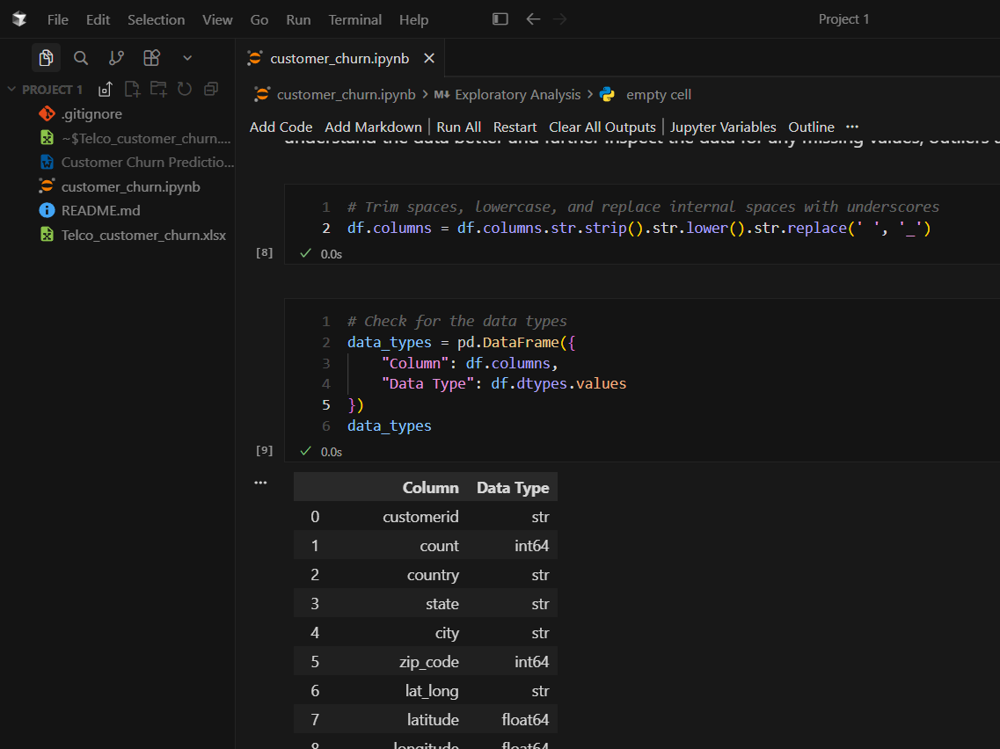 File Edit Selection View Go Run Terminal Help Project 1
customer_churn.ipynb
PROJECT 1
.gitignore
~$Telco_customer_churn....
Customer Churn Predictio...
customer_churn.ipynb
README.md
Telco_customer_churn.xlsx
customer_churn.ipynb > M↓ Exploratory Analysis > empty cell
Add Code Add Markdown | Run All Restart Clear All Outputs | Jupyter Variables Outline ...
understand the data better and further inspect the data for any missing values, outliers
1 # Trim spaces, lowercase, and replace internal spaces with underscores
2 df.columns = df.columns.str.strip().str.lower().str.replace(' ', '_')
[8] 0.0s
1 # Check for the data types
2 data_types = pd.DataFrame({
3 "Column": df.columns,
4 "Data Type": df.dtypes.values
5 })
6 data_types
[9] 0.0s
...
Column Data Type
0 customerid str
1 count int64
2 country str
3 state str
4 city str
5 zip_code int64
6 lat_long str
7 latitude float64
8 longitude float64